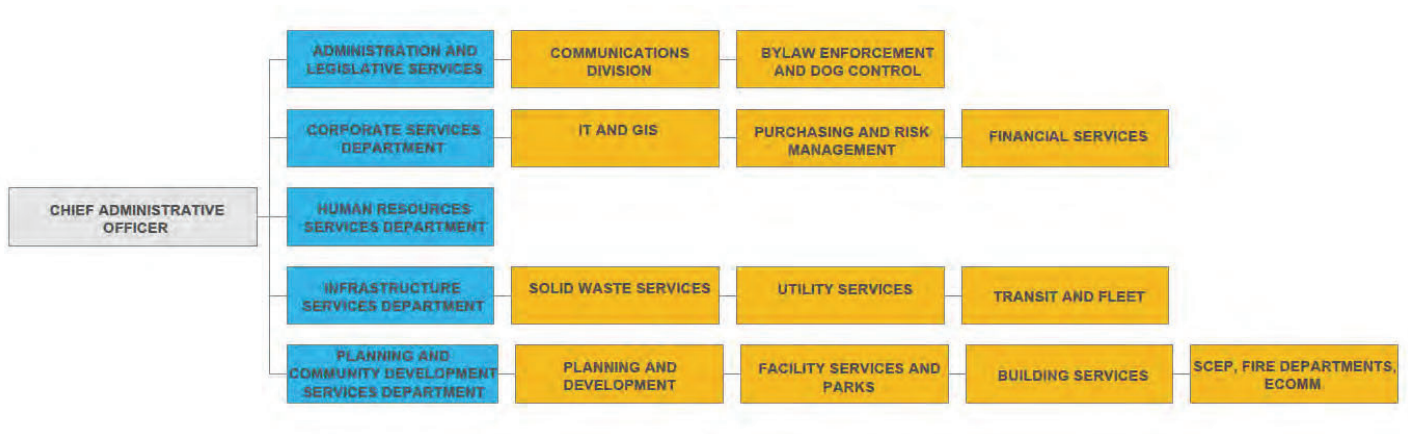 ADMINISTRATION AND
LEGISLATIVE SERVICES
COMMUNICATIONS
DIVISION
BYLAW ENFORCEMENT
AND DOG CONTROL
CORPORATE SERVICES
DEPARTMENT
IT AND GIS
PURCHASING AND RISK
MANAGEMENT
FINANCIAL SERVICES
CHIEF ADMINISTRATIVE
OFFICER
HUMAN RESOURCES
SERVICES DEPARTMENT
INFRASTRUCTURE
SERVICES DEPARTMENT
SOLID WASTE SERVICES
UTILITY SERVICES
TRANSIT AND FLEET
PLANNING AND
COMMUNITY DEVELOPMENT
SERVICES DEPARTMENT
PLANNING AND
DEVELOPMENT
FACILITY SERVICES AND
PARKS
BUILDING SERVICES
SCEP, FIRE DEPARTMENTS,
ECOMM